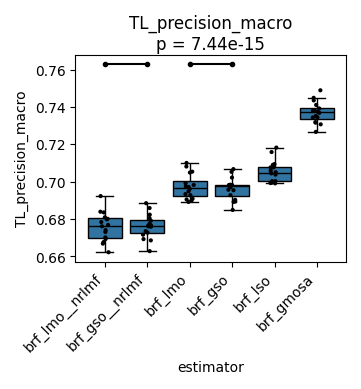 TL_precision_macro
p = 7.44e-15
TL_precision_macro
0.76
0.74
0.72
0.70
0.68
0.66
brf_lmo__nrlmf
brf_gso__nrlmf
brf_lmo
brf_gso
brf_lso
brf_gmosa
estimator